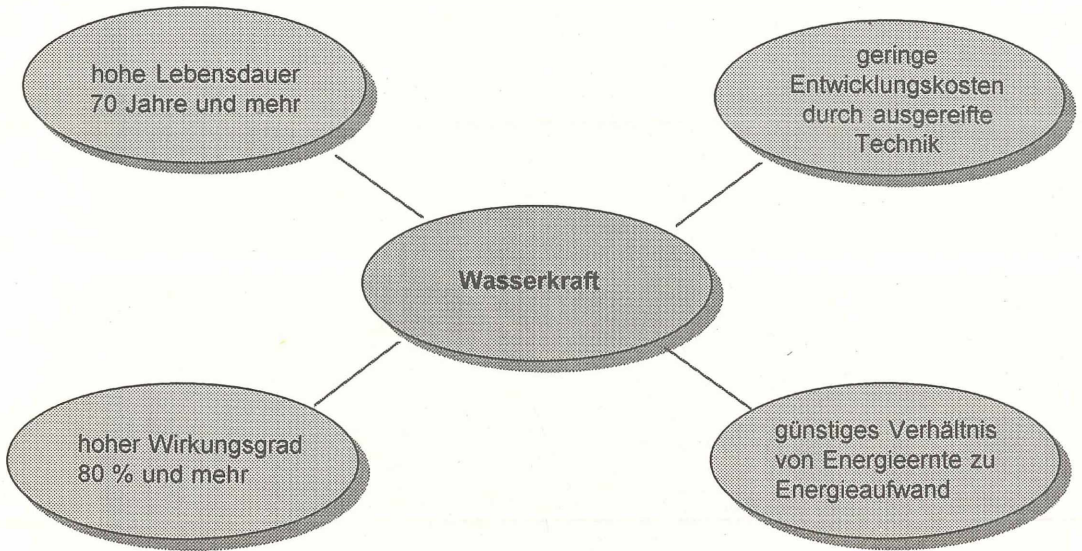 hohe Lebensdauer
70 Jahre und mehr
geringe
Entwicklungskosten
durch ausgereifte
Technik
Wasserkraft
hoher Wirkungsgrad
80 % und mehr
günstiges Verhältnis
von Energieernte zu
Energieaufwand